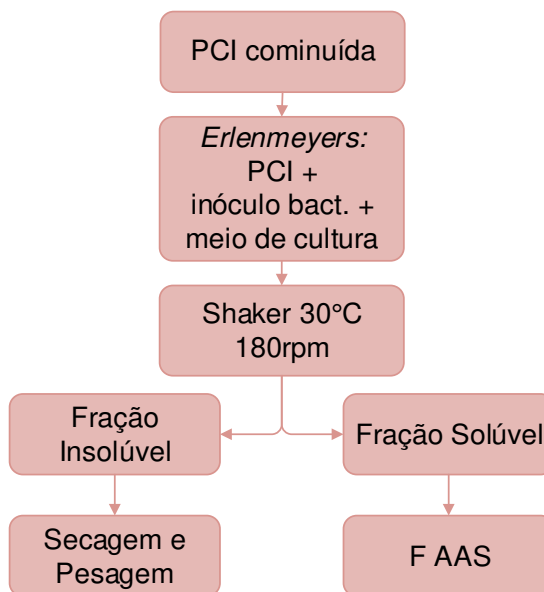 PCI cominuída
Erlenmeyers:
PCI +
inóculo bact. +
meio de cultura
Shaker 30°C
180rpm
Fração
Insolúvel
Fração Solúvel
Secagem e
Pesagem
F AAS